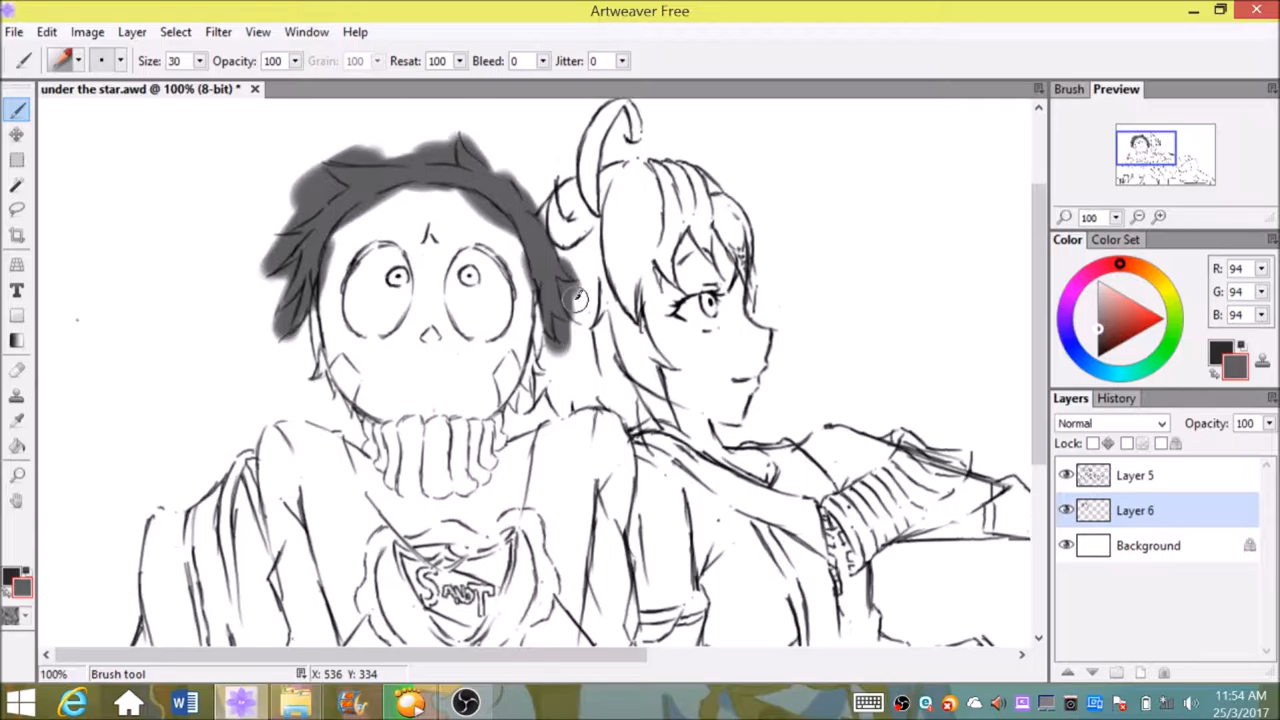 Artweaver Free
File Edit Image Layer Select Filter View Window Help
Size: 30 Opacity: 100 Grain: 100 Resat: 100 Bleed: 0 Jitter: 0
under the star.awd @ 100% (8-bit) *
Brush Preview
100
Color Color Set
R: 94
G: 94
B: 94
Layers History
Normal Opacity: 100
Lock:
Layer 5
Layer 6
Background
SANDT
100% Brush tool X: 536 Y: 334
11:54 AM
25/3/2017